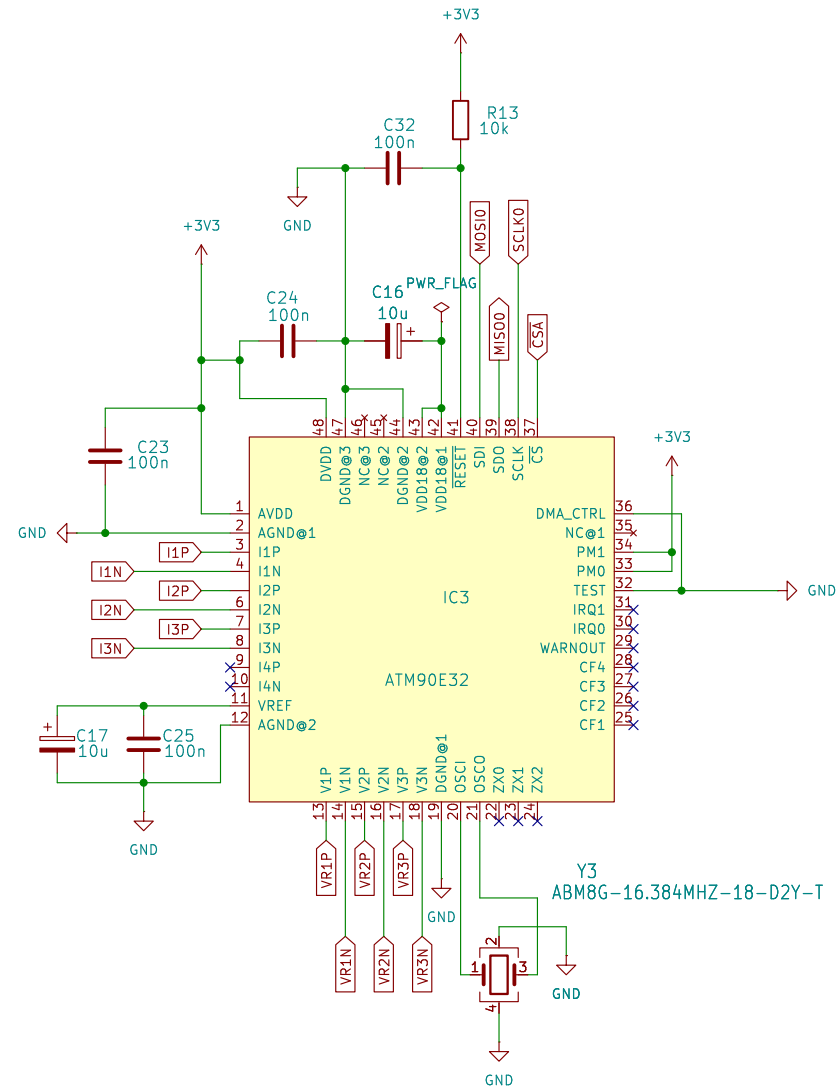 +3V3
R13
10k
C32
100n
GND
+3V3
MOSI0
SCLK0
PWR_FLAG
C16
10u
+
C24
100n
MISO0
CSA
C23
100n
48
47
46
45
44
43
42
41
40
39
38
37
DVDD
DGND@3
NC@3
NC@2
DGND@2
VDD18@2
VDD18@1
RESET
SDI
SDO
SCLK
CS
+3V3
GND
1 AVDD
2 AGND@1
I1P 3 I1P
I1N 4 I1N
I2P 5 I2P
I2N 6 I2N
I3P 7 I3P
I3N 8 I3N
9 I4P
10 I4N
11 VREF
12 AGND@2
DMA_CTRL 36
NC@1 35
PM1 34
PM0 33
TEST 32
GND
IRQ1 31
IRQ0 30
WARNOUT 29
CF4 28
CF3 27
CF2 26
CF1 25
IC3
ATM90E32
+
C17
10u
C25
100n
GND
V1P
V1N
V2P
V2N
V3P
V3N
DGND@1
OSCI
OSCO
ZX0
ZX1
ZX2
13
14
15
16
17
18
19
20
21
22
23
24
VR1P
VR2P
VR3P
GND
VR1N
VR2N
VR3N
Y3
ABM8G-16.384MHZ-18-D2Y-T
2
1
3
4
GND
GND